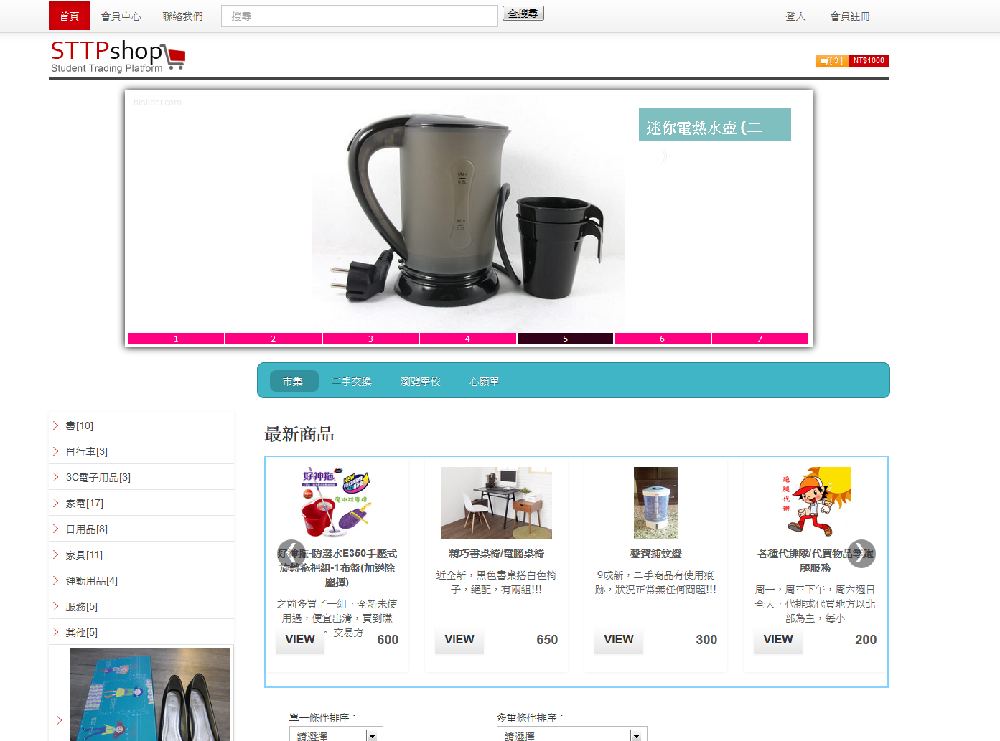 首頁 會員中心 聯絡我們 搜尋... 全搜尋 登入 會員註冊
STTPshop
Student Trading Platform
[ 3 ] NT$1000
hislider.com
迷你電熱水壺 (二
)
Max
0.5L
Min
0.2L
1 2 3 4 5 6 7
市集 二手交換 瀏覽學校 心願單
書[10]
自行車[3]
3C電子用品[3]
家電[17]
日用品[8]
家具[11]
運動用品[4]
服務[5]
其他[5]
最新商品
好神拖
NEW
E350
魔術除塵撢
好神拖-防潑水E350手壓式
旋轉拖把組-1布盤(加送除
塵撢)
之前多買了一組，全新未使
用過，便宜出清，買到賺
。 交易方
VIEW 600
精巧書桌椅/電腦桌椅
近全新，黑色書桌搭白色椅
子，絕配，有兩組!!!
VIEW 650
聲寶捕蚊燈
9成新，二手商品有使用痕
跡，狀況正常無任何問題!!!
VIEW 300
跑腿代辦
各種代排隊/代買物品等跑
腿服務
周一，周三下午，周六週日
全天，代排或代買地方以北
部為主，每小
VIEW 200
單一條件排序：
請選擇
多重條件排序：
請選擇